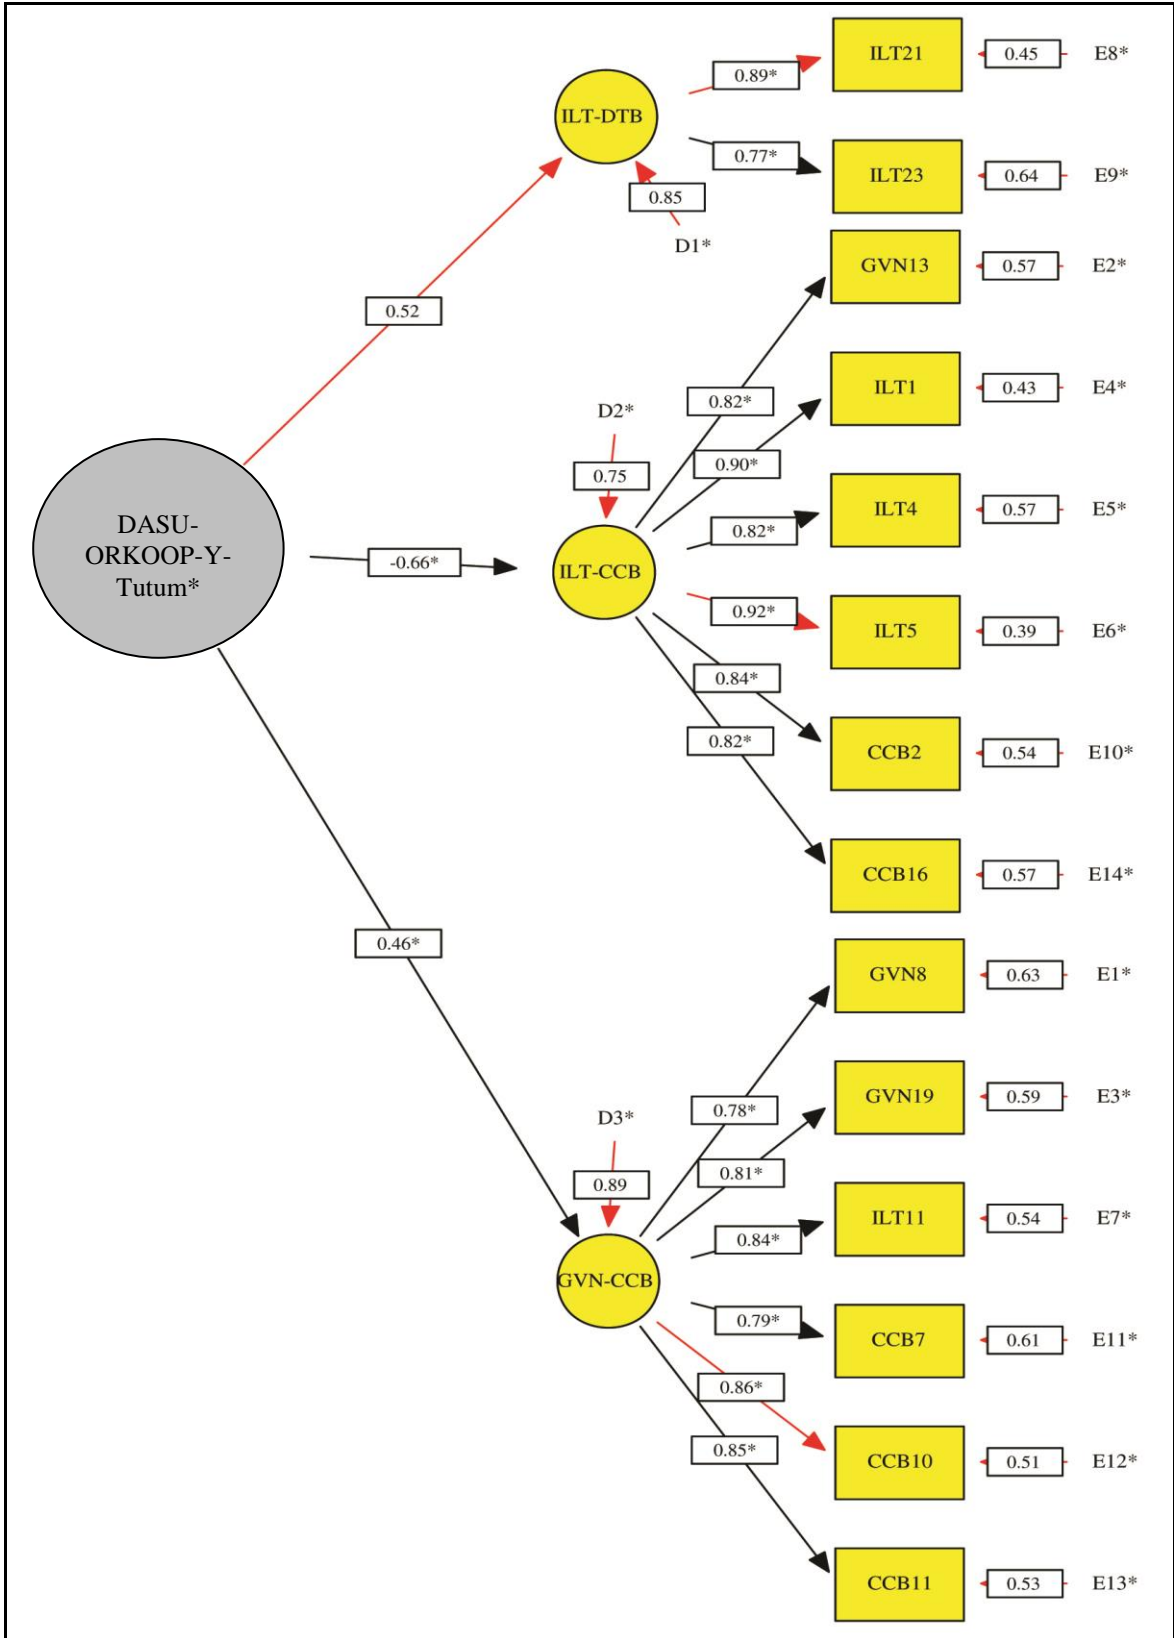 ILT21
0.45
E8*
0.89*
ILT-DTB
0.77*
ILT23
0.64
E9*
0.85
D1*
GVN13
0.57
E2*
0.52
ILT1
0.43
E4*
0.82*
D2*
0.90*
0.75
ILT4
0.57
E5*
0.82*
DASU-
ORKOOP-Y-
Tutum*
-0.66*
ILT-CCB
0.92*
ILT5
0.39
E6*
0.84*
0.82*
CCB2
0.54
E10*
CCB16
0.57
E14*
0.46*
GVN8
0.63
E1*
GVN19
0.59
E3*
0.78*
D3*
0.81*
0.89
ILT11
0.54
E7*
0.84*
GVN-CCB
0.79*
CCB7
0.61
E11*
0.86*
0.85*
CCB10
0.51
E12*
CCB11
0.53
E13*